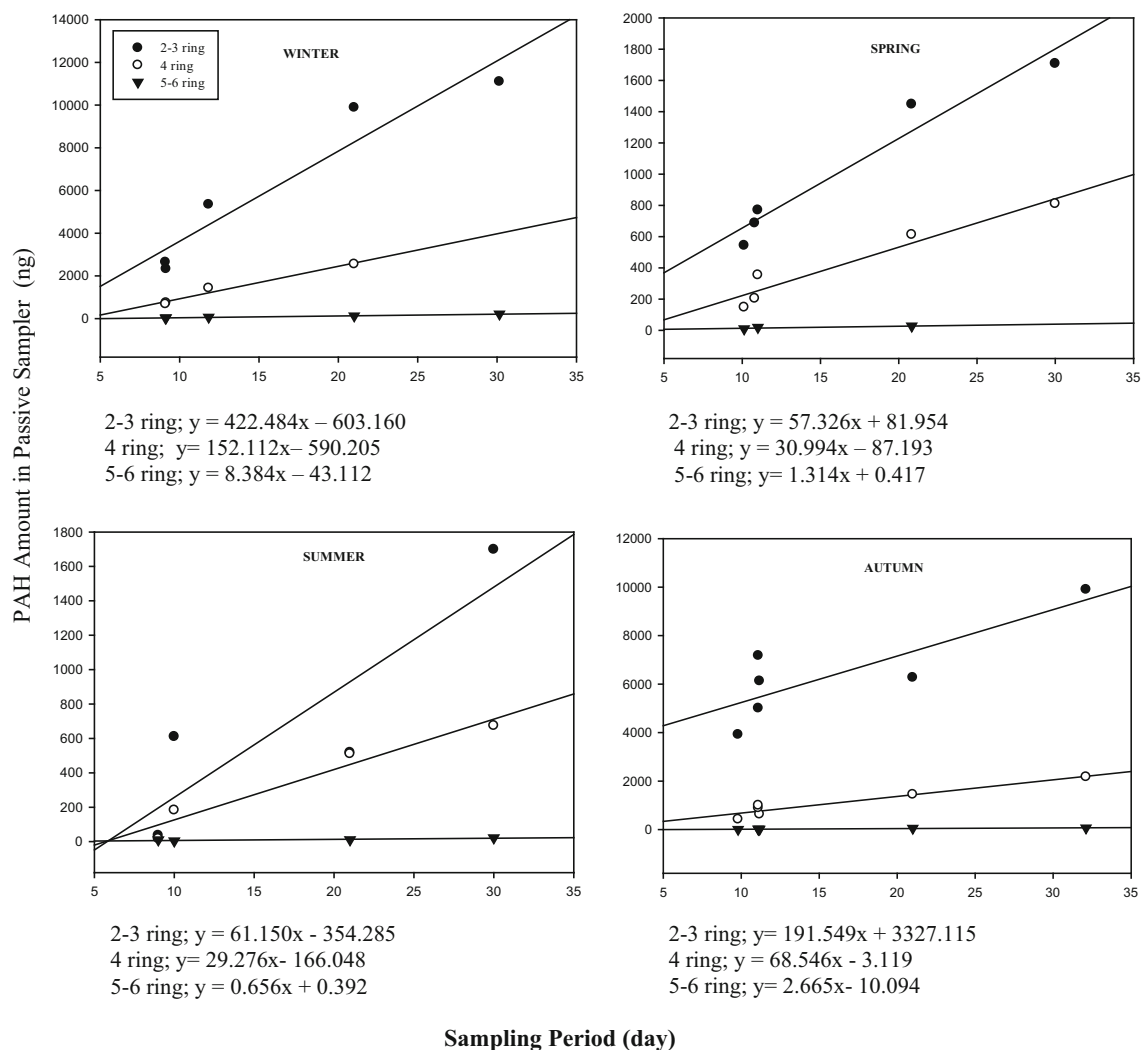 PAH Amount in Passive Sampler (ng)
14000
12000
10000
8000
6000
4000
2000
0
5 10 15 20 25 30 35
2-3 ring
4 ring
5-6 ring
WINTER
2-3 ring; y = 422.484x – 603.160
4 ring; y= 152.112x– 590.205
5-6 ring; y = 8.384x – 43.112
2000
1800
1600
1400
1200
1000
800
600
400
200
0
5 10 15 20 25 30 35
SPRING
2-3 ring; y = 57.326x + 81.954
4 ring; y = 30.994x – 87.193
5-6 ring; y= 1.314x + 0.417
1800
1600
1400
1200
1000
800
600
400
200
0
5 10 15 20 25 30 35
SUMMER
2-3 ring; y = 61.150x - 354.285
4 ring; y= 29.276x- 166.048
5-6 ring; y = 0.656x + 0.392
12000
10000
8000
6000
4000
2000
0
5 10 15 20 25 30 35
AUTUMN
2-3 ring; y= 191.549x + 3327.115
4 ring; y = 68.546x - 3.119
5-6 ring; y= 2.665x- 10.094
Sampling Period (day)